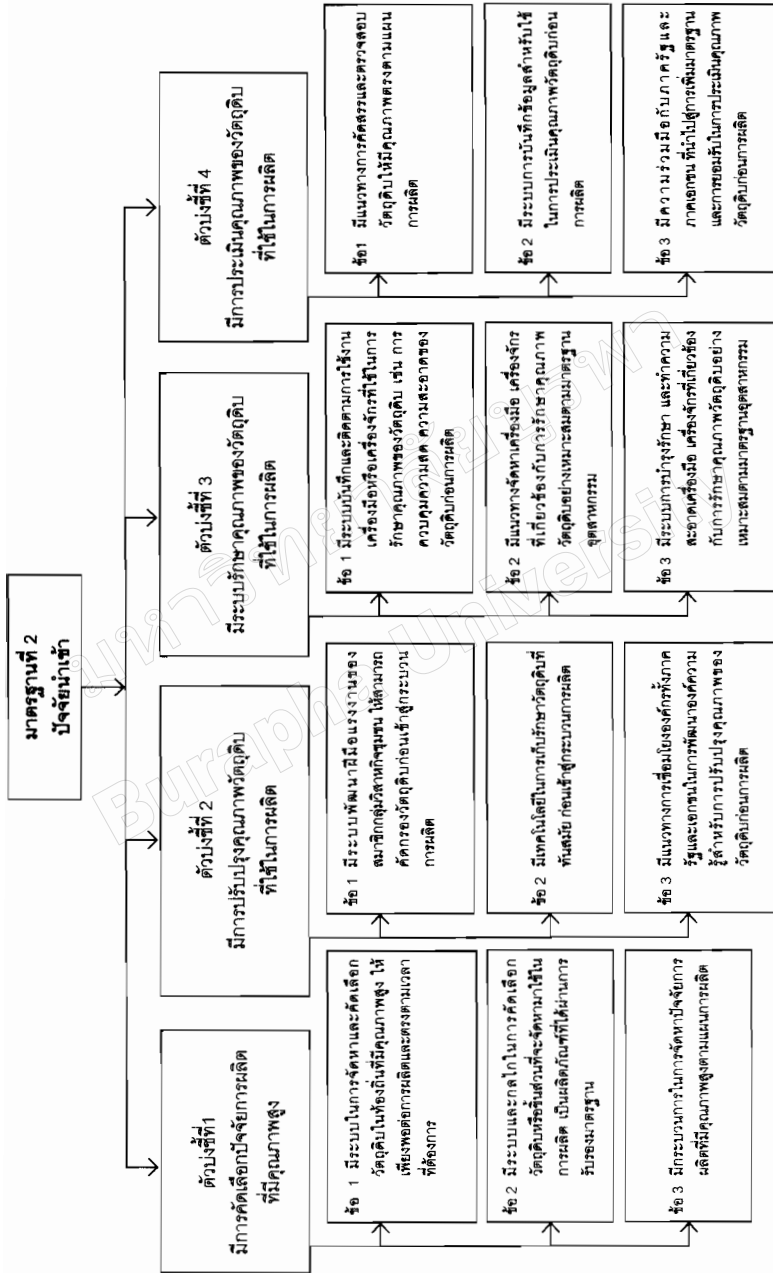 มาตรฐานที่ 2
ปัจจัยนำเข้า
ตัวบ่งชี้ที่1
มีการคัดเลือกปัจจัยการผลิต
ที่มีคุณภาพสูง
ข้อ 1 มีระบบในการจัดหาและคัดเลือก
วัตถุดิบในท้องถิ่นที่มีคุณภาพสูง ให้
เพียงพอต่อการผลิตและตรงตามเวลา
ที่ต้องการ
ข้อ 2 มีระบบและกลไกในการคัดเลือก
วัตถุดิบหรือชิ้นส่วนที่จะจัดหามาใช้ใน
การผลิต เป็นผลิตภัณฑ์ที่ได้ผ่านการ
รับรองมาตรฐาน
ข้อ 3 มีกระบวนการในการจัดหาปัจจัยการ
ผลิตที่มีคุณภาพสูงตามแผนการผลิต
ตัวบ่งชี้ที่ 2
มีการปรับปรุงคุณภาพวัตถุดิบ
ที่ใช้ในการผลิต
ข้อ 1 มีระบบพัฒนาฝีมือแรงงานของ
สมาชิกกลุ่มวิสาหกิจชุมชน ให้สามารถ
คัดกรองวัตถุดิบก่อนเข้าสู่กระบวน
การผลิต
ข้อ 2 มีเทคโนโลยีในการเก็บรักษาวัตถุดิบที่
ทันสมัย ก่อนเข้าสู่กระบวนการผลิต
ข้อ 3 มีแนวทางการเชื่อมโยงองค์กรทั้งภาค
รัฐและเอกชนในการพัฒนาองค์ความ
รู้สำหรับการปรับปรุงคุณภาพของ
วัตถุดิบก่อนการผลิต
ตัวบ่งชี้ที่ 3
มีระบบรักษาคุณภาพของวัตถุดิบ
ที่ใช้ในการผลิต
ข้อ 1 มีระบบบันทึกและติดตามการใช้งาน
เครื่องมือหรือเครื่องจักรที่ใช้ในการ
รักษาคุณภาพของวัตถุดิบ เช่น การ
ควบคุมความสด ความสะอาดของ
วัตถุดิบก่อนการผลิต
ข้อ 2 มีแนวทางจัดหาเครื่องมือ เครื่องจักร
ที่เกี่ยวข้องกับการรักษาคุณภาพ
วัตถุดิบอย่างเหมาะสมตามมาตรฐาน
อุตสาหกรรม
ข้อ 3 มีระบบการบำรุงรักษา และทำความ
สะอาดเครื่องมือ เครื่องจักรที่เกี่ยวข้อง
กับการรักษาคุณภาพวัตถุดิบอย่าง
เหมาะสมตามมาตรฐานอุตสาหกรรม
ตัวบ่งชี้ที่ 4
มีการประเมินคุณภาพของวัตถุดิบ
ที่ใช้ในการผลิต
ข้อ1 มีแนวทางการคัดสรรและตรวจสอบ
วัตถุดิบให้มีคุณภาพตรงตามแผน
การผลิต
ข้อ 2 มีระบบการบันทึกข้อมูลสำหรับใช้
ในการประเมินคุณภาพวัตถุดิบก่อน
การผลิต
ข้อ 3 มีความร่วมมือกับภาครัฐและ
ภาคเอกชน ที่นำไปสู่การเพิ่มมาตรฐาน
และการยอมรับในการประเมินคุณภาพ
วัตถุดิบก่อนการผลิต
มหาวิทยาลัยบูรพา
Burapha University